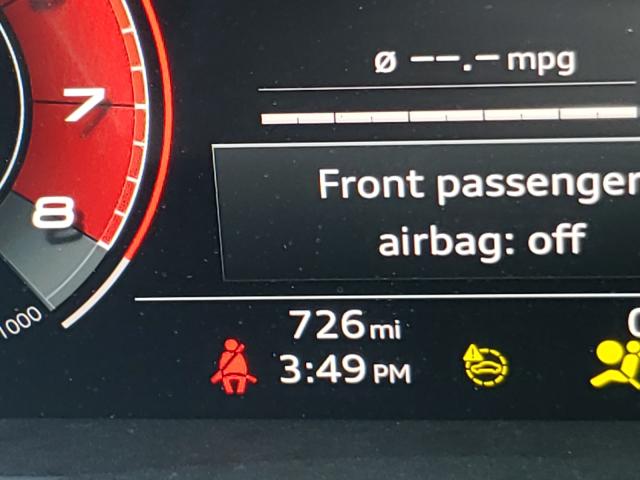 ø --.- mpg
7
Front passenger
8
airbag: off
1000
726 mi
3:49 PM